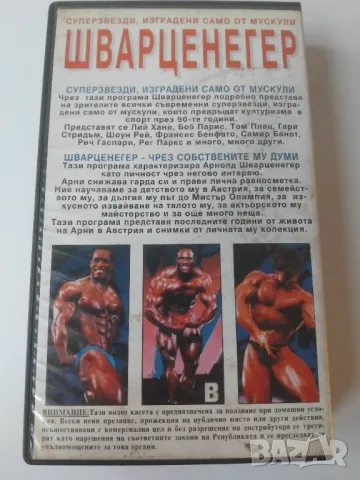 СУПЕРЗВЕЗДИ, ИЗГРАДЕНИ САМО ОТ МУСКУЛИ
ШВАРЦЕНЕГЕР
СУПЕРЗВЕЗДИ, ИЗГРАДЕНИ САМО ОТ МУСКУЛИ
Чрез тази програма Шварценегер подробно представя
на зрителите всички съвременни суперзвезди, изгра-
дени само от мускули, които превръщат културизма в
спорт през 90-те години.
Представят се Лий Хани, Боб Парис, Том Плац, Гери
Стридъм, Шоун Рей, Франсис Бенфато, Самир Банот,
Рич Гаспари, Рег Паркс и много, много други.
ШВАРЦЕНЕГЕР - ЧРЕЗ СОБСТВЕНИТЕ МУ ДУМИ
Тази програма характеризира Арнолд Шварценегер
като личност чрез негово интервю.
Арни снижава гарда си и прави лична равносметка.
Ние научаваме за детството му в Австрия, за семейст-
вото му, за дългия му път до Мистър Олимпия, за из-
кусното извайване на тялото му, за актьорското му
майсторство и за още много неща.
Тази програма представя последните години от живота
на Арни в Австрия и снимки от личната му колекция.
B
ВНИМАНИЕ: Тази видео касета е предназначена за ползване при домашни усло-
вия. Всеки неин презапис, прожекция на публично място или други действия,
осъществявани с комерсиална цел и без разрешение на дистрибутора се трети-
рат като нарушения на съответните закони на Републиката и се преследват
упълномощените за това органи.
bazar